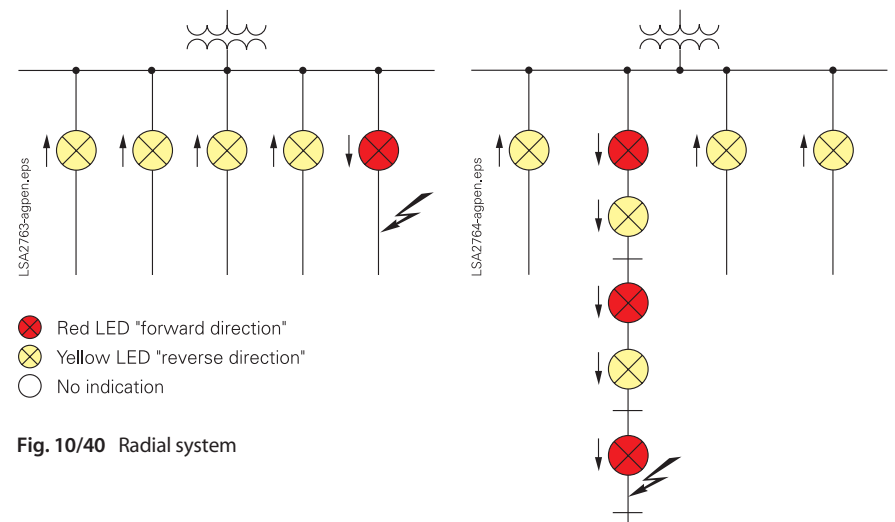 LSA2763-agpen.eps
LSA2764-agpen.eps
Red LED "forward direction"
Yellow LED "reverse direction"
No indication
Fig. 10/40 Radial system